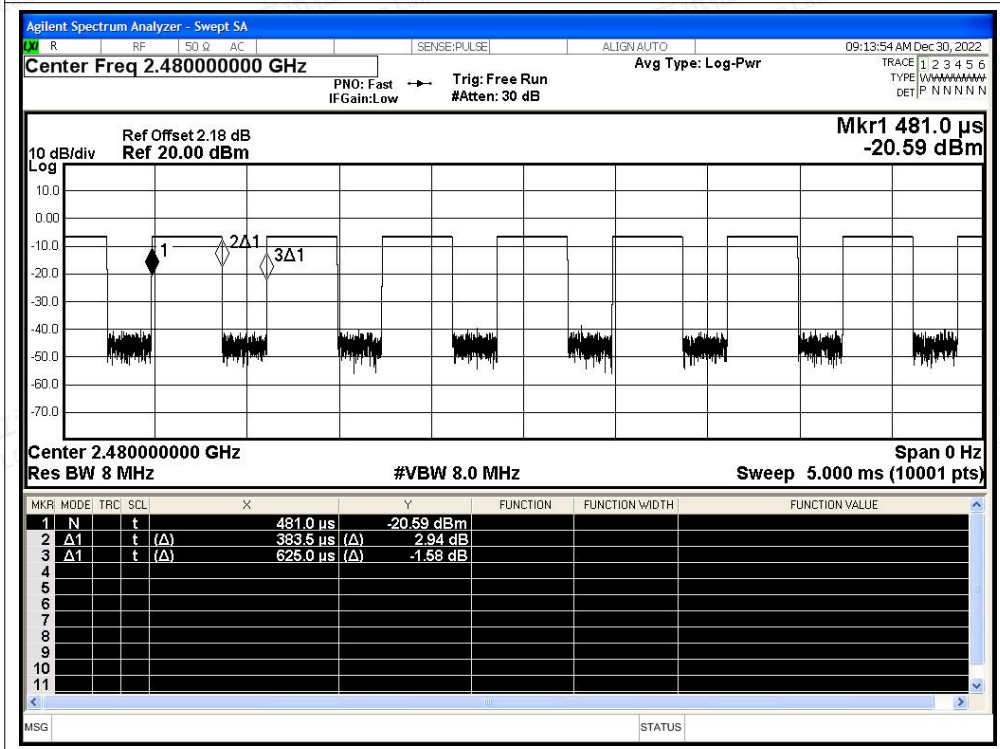 Agilent Spectrum Analyzer - Swept SA
LXI R RF 50 Ω AC SENSE:PULSE ALIGN AUTO 09:13:54 AM Dec 30, 2022
Center Freq 2.480000000 GHz
PNO: Fast
IFGain:Low
Trig: Free Run
#Atten: 30 dB
Avg Type: Log-Pwr
TRACE 1 2 3 4 5 6
TYPE
DET P N N N N N
Ref Offset 2.18 dB
10 dB/div Ref 20.00 dBm
Log
Mkr1 481.0 µs
-20.59 dBm
10.0
0.00
-10.0
-20.0
-30.0
-40.0
-50.0
-60.0
-70.0
1
2Δ1
3Δ1
Center 2.480000000 GHz Span 0 Hz
Res BW 8 MHz #VBW 8.0 MHz Sweep 5.000 ms (10001 pts)
MKR MODE TRC SCL X Y FUNCTION FUNCTION WIDTH FUNCTION VALUE
1 N t 481.0 µs -20.59 dBm
2 Δ1 t (Δ) 383.5 µs (Δ) 2.94 dB
3 Δ1 t (Δ) 625.0 µs (Δ) -1.58 dB
4
5
6
7
8
9
10
11
MSG STATUS